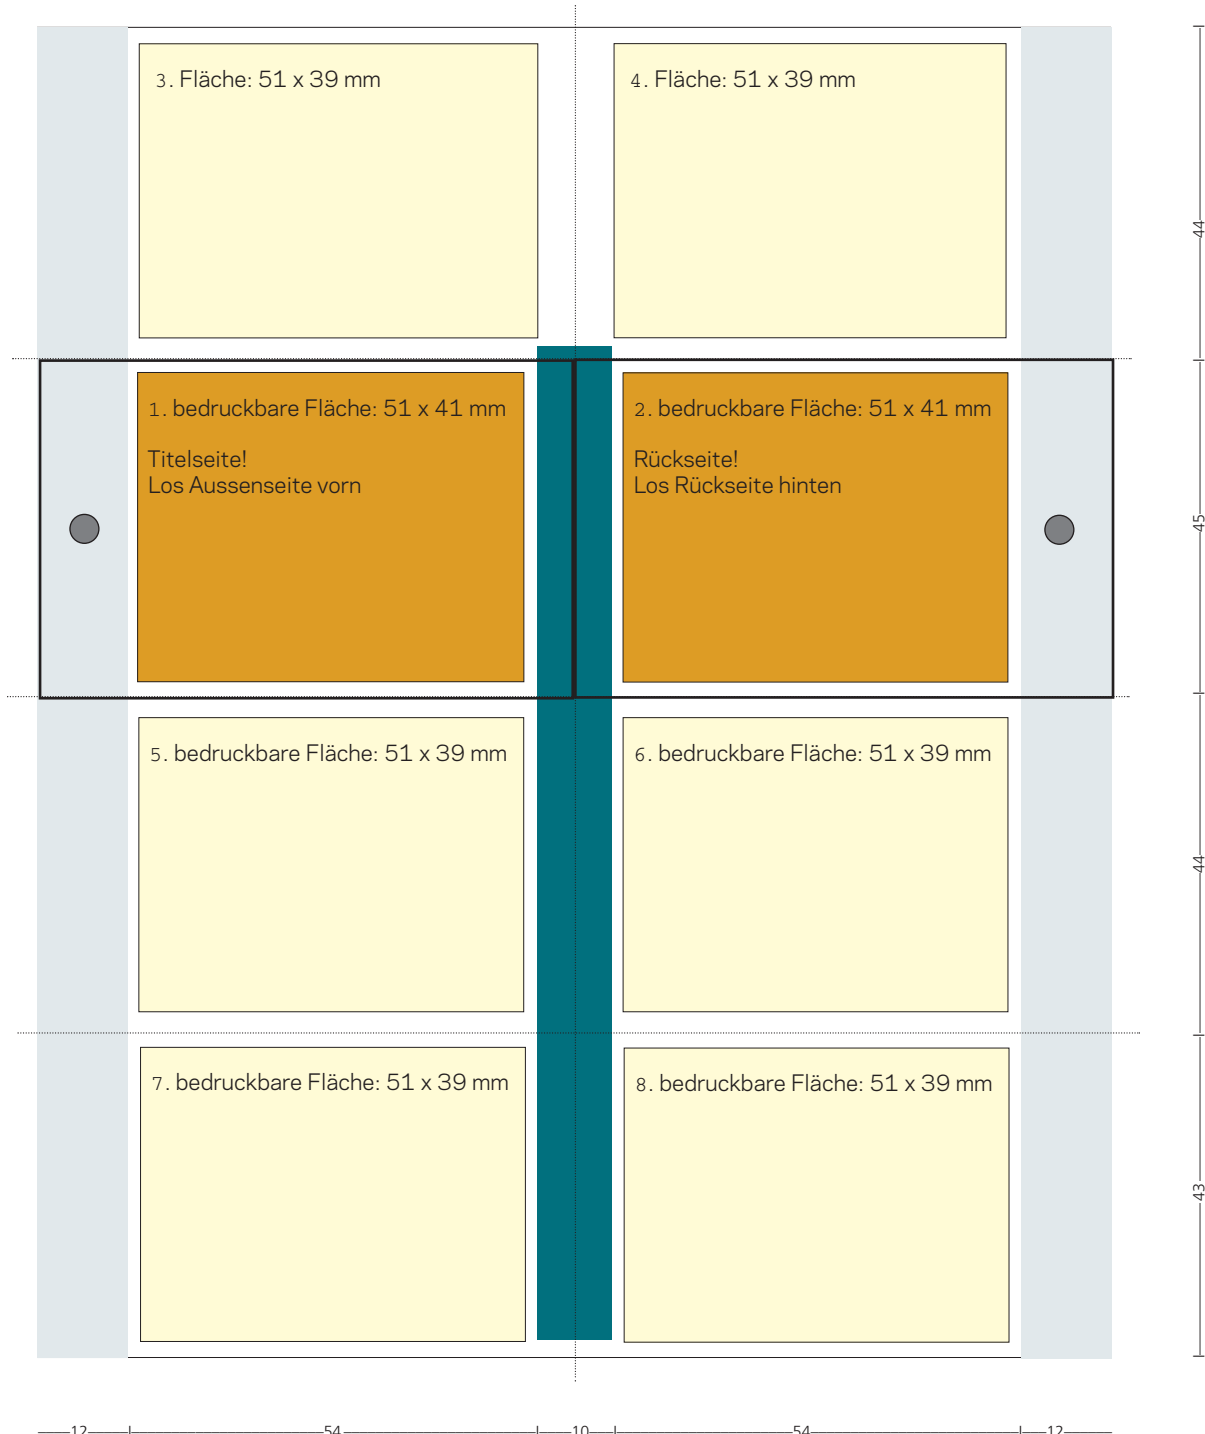 3. Fläche: 51 x 39 mm
4. Fläche: 51 x 39 mm
44
1. bedruckbare Fläche: 51 x 41 mm
Titelseite!
Los Aussenseite vorn
2. bedruckbare Fläche: 51 x 41 mm
Rückseite!
Los Rückseite hinten
45
5. bedruckbare Fläche: 51 x 39 mm
6. bedruckbare Fläche: 51 x 39 mm
44
7. bedruckbare Fläche: 51 x 39 mm
8. bedruckbare Fläche: 51 x 39 mm
43
12 54 10 54 12